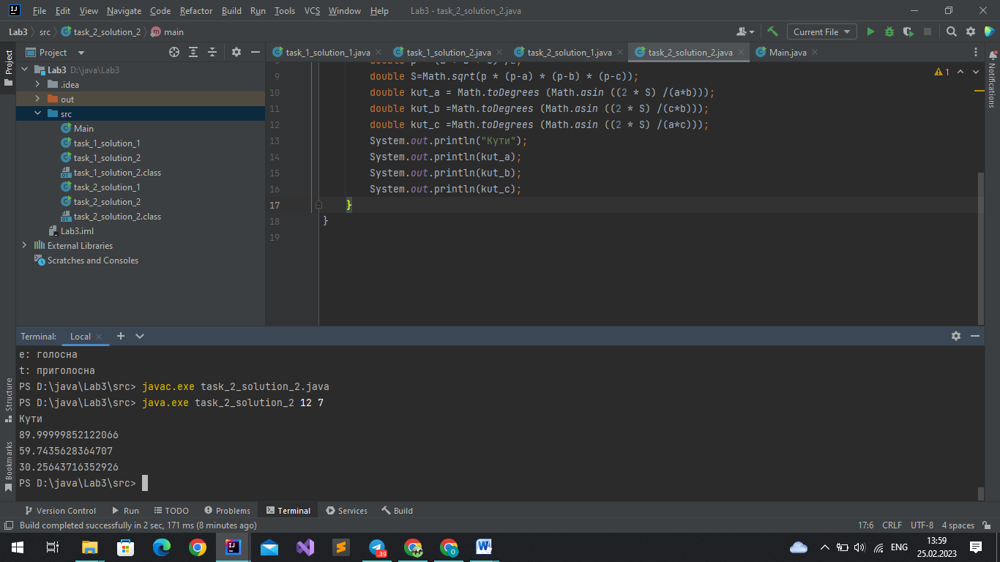 File Edit View Navigate Code Refactor Build Run Tools VCS Window Help Lab3 - task_2_solution_2.java
Lab3 src task_2_solution_2 main Current File
Project
Project
task_1_solution_1.java task_1_solution_2.java task_2_solution_1.java task_2_solution_2.java Main.java
Notifications
Lab3 D:\java\Lab3
.idea
out
src
Main
task_1_solution_1
task_1_solution_2
task_1_solution_2.class
task_2_solution_1
task_2_solution_2
task_2_solution_2.class
Lab3.iml
External Libraries
Scratches and Consoles
1
9 double S=Math.sqrt(p * (p-a) * (p-b) * (p-c));
10 double kut_a = Math.toDegrees (Math.asin ((2 * S) /(a*b)));
11 double kut_b =Math.toDegrees (Math.asin ((2 * S) /(c*b)));
12 double kut_c =Math.toDegrees (Math.asin ((2 * S) /(a*c)));
13 System.out.println("Кути");
14 System.out.println(kut_a);
15 System.out.println(kut_b);
16 System.out.println(kut_c);
17 }
18 }
19
Terminal: Local
e: голосна
t: приголосна
PS D:\java\Lab3\src> javac.exe task_2_solution_2.java
PS D:\java\Lab3\src> java.exe task_2_solution_2 12 7
Кути
89.99999852122066
59.7435628364707
30.25643716352926
PS D:\java\Lab3\src>
Structure
Bookmarks
Version Control Run TODO Problems Terminal Services Build
Build completed successfully in 2 sec, 171 ms (8 minutes ago) 17:6 CRLF UTF-8 4 spaces
39
ENG
13:59
25.02.2023